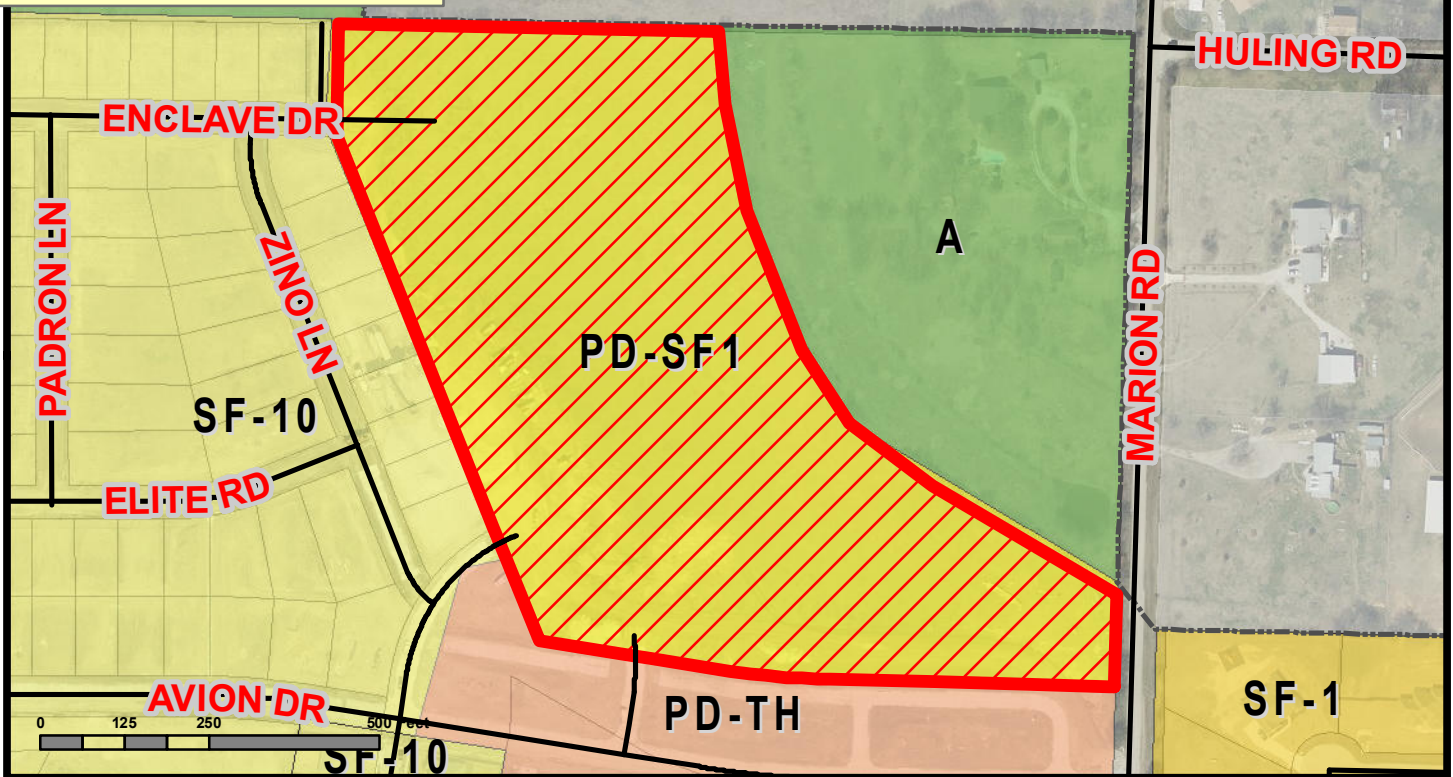 HULING RD
ENCLAVE DR
PADRON LN
ZINO LN
A
MARION RD
PD-SF1
SF-10
ELITE RD
AVION DR
PD-TH
SF-1
0 125 250 500 Feet
SF-10